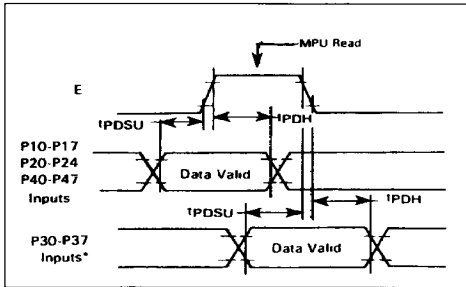 MPU Read
E
tPDSU
tPDH
P10-P17
P20-P24
P40-P47
Inputs
Data Valid
tPDSU
tPDH
P30-P37
Inputs*
Data Valid